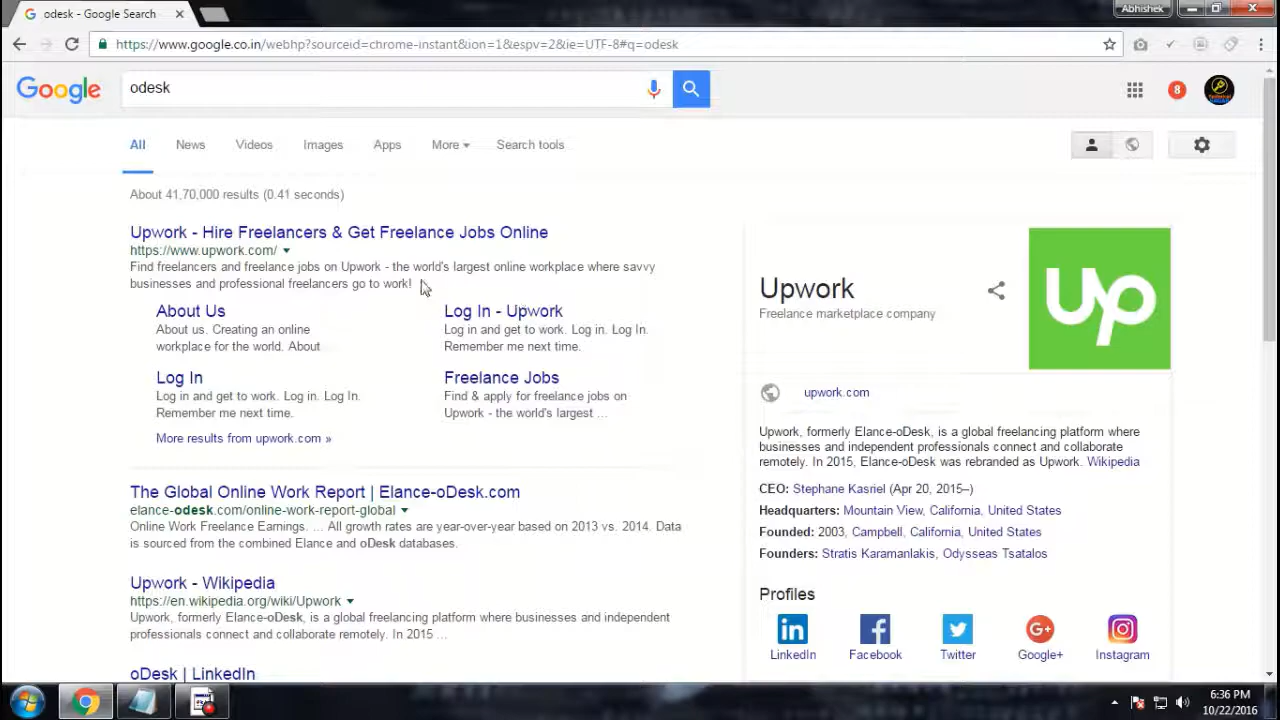 odesk - Google Search
Abhishek
https://www.google.co.in/webhp?sourceid=chrome-instant&ion=1&espv=2&ie=UTF-8#q=odesk
Google
odesk
8
All
News
Videos
Images
Apps
More
Search tools
About 41,70,000 results (0.41 seconds)
Upwork - Hire Freelancers & Get Freelance Jobs Online
https://www.upwork.com/
Find freelancers and freelance jobs on Upwork - the world's largest online workplace where savvy
businesses and professional freelancers go to work!
About Us
About us. Creating an online
workplace for the world. About
Log In - Upwork
Log in and get to work. Log in. Log In.
Remember me next time.
Log In
Log in and get to work. Log in. Log In.
Remember me next time.
Freelance Jobs
Find & apply for freelance jobs on
Upwork - the world's largest ...
More results from upwork.com »
The Global Online Work Report | Elance-oDesk.com
elance-odesk.com/online-work-report-global
Online Work Freelance Earnings. ... All growth rates are year-over-year based on 2013 vs. 2014. Data
is sourced from the combined Elance and oDesk databases.
Upwork - Wikipedia
https://en.wikipedia.org/wiki/Upwork
Upwork, formerly Elance-oDesk, is a global freelancing platform where businesses and independent
professionals connect and collaborate remotely. In 2015 ...
oDesk | LinkedIn
Upwork
Freelance marketplace company
up
upwork.com
Upwork, formerly Elance-oDesk, is a global freelancing platform where
businesses and independent professionals connect and collaborate
remotely. In 2015, Elance-oDesk was rebranded as Upwork. Wikipedia
CEO: Stephane Kasriel (Apr 20, 2015–)
Headquarters: Mountain View, California, United States
Founded: 2003, Campbell, California, United States
Founders: Stratis Karamanlakis, Odysseas Tsatalos
Profiles
LinkedIn
Facebook
Twitter
Google+
Instagram
6:36 PM
10/22/2016